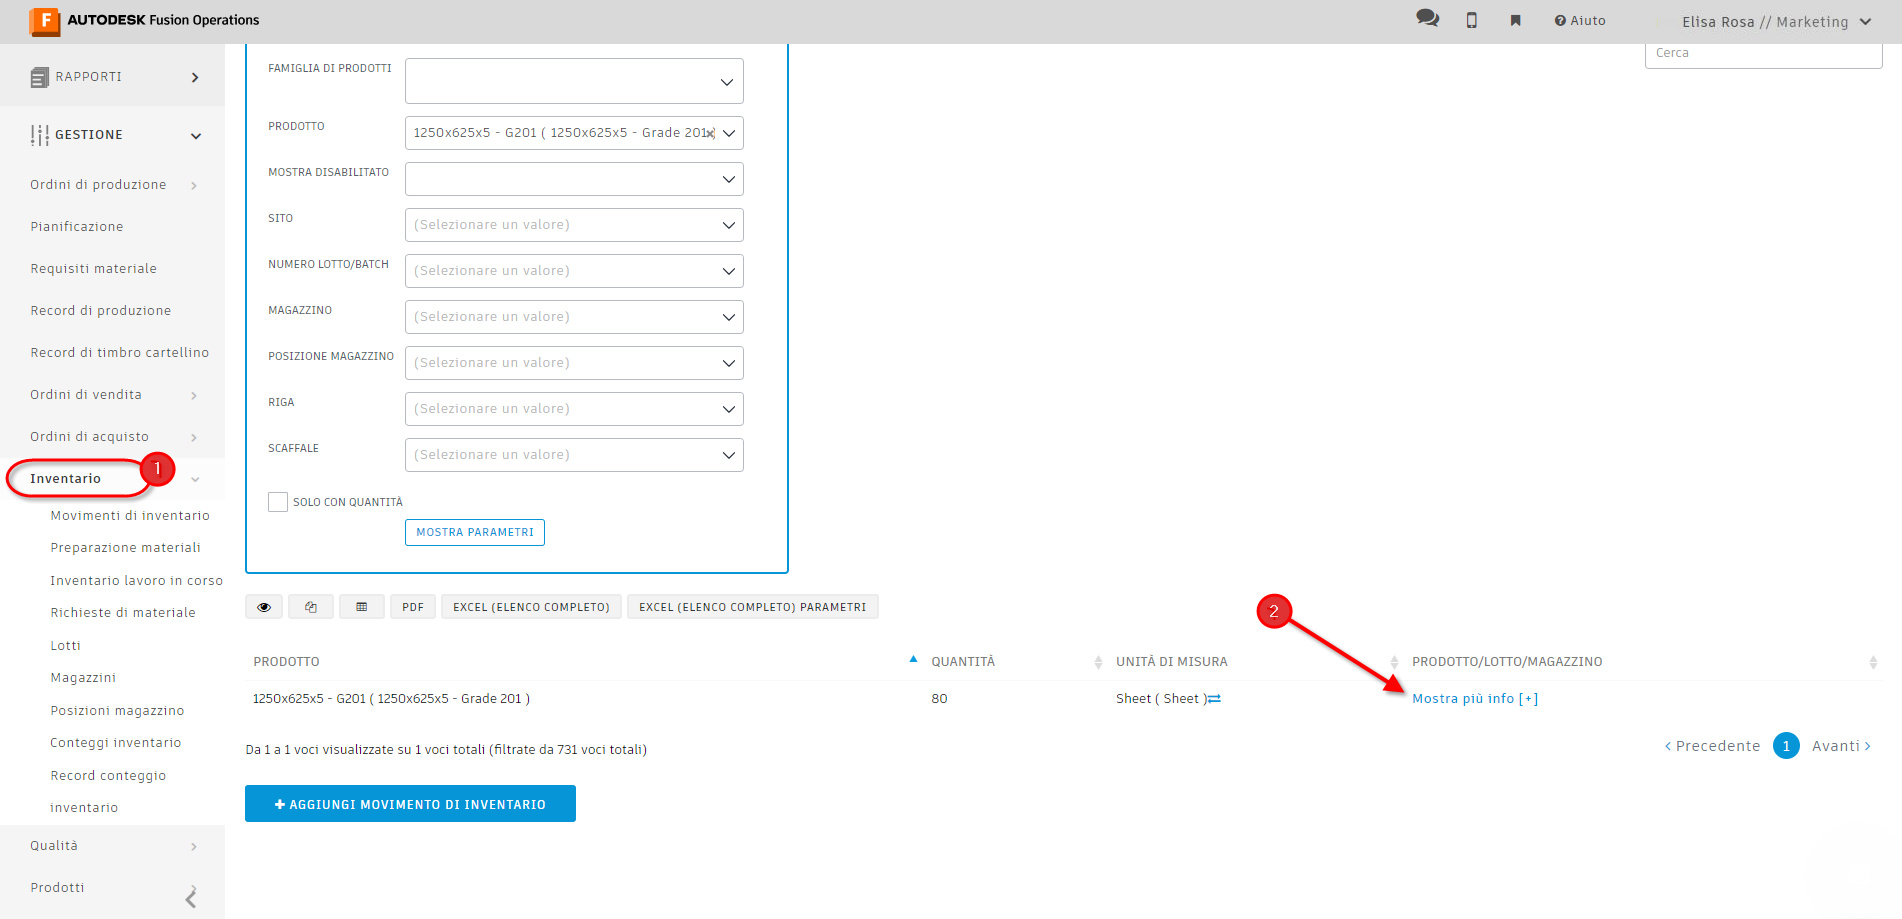 AUTODESK Fusion Operations
Aiuto
Elisa Rosa // Marketing
Cerca
RAPPORTI
GESTIONE
Ordini di produzione
Pianificazione
Requisiti materiale
Record di produzione
Record di timbro cartellino
Ordini di vendita
Ordini di acquisto
Inventario
1
Movimenti di inventario
Preparazione materiali
Inventario lavoro in corso
Richieste di materiale
Lotti
Magazzini
Posizioni magazzino
Conteggi inventario
Record conteggio
inventario
Qualità
Prodotti
FAMIGLIA DI PRODOTTI
PRODOTTO
1250x625x5 - G201 ( 1250x625x5 - Grade 201 )
MOSTRA DISABILITATO
SITO
(Selezionare un valore)
NUMERO LOTTO/BATCH
(Selezionare un valore)
MAGAZZINO
(Selezionare un valore)
POSIZIONE MAGAZZINO
(Selezionare un valore)
RIGA
(Selezionare un valore)
SCAFFALE
(Selezionare un valore)
SOLO CON QUANTITÀ
MOSTRA PARAMETRI
PDF
EXCEL (ELENCO COMPLETO)
EXCEL (ELENCO COMPLETO) PARAMETRI
2
PRODOTTO QUANTITÀ UNITÀ DI MISURA PRODOTTO/LOTTO/MAGAZZINO
1250x625x5 - G201 ( 1250x625x5 - Grade 201 ) 80 Sheet ( Sheet ) Mostra più info [+]
Da 1 a 1 voci visualizzate su 1 voci totali (filtrate da 731 voci totali)
Precedente 1 Avanti
AGGIUNGI MOVIMENTO DI INVENTARIO